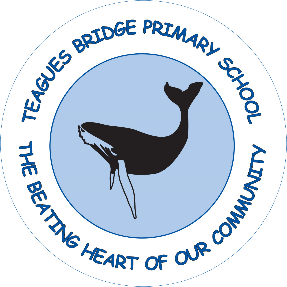 TEAGUES BRIDGE PRIMARY SCHOOL
THE BEATING HEART OF OUR COMMUNITY